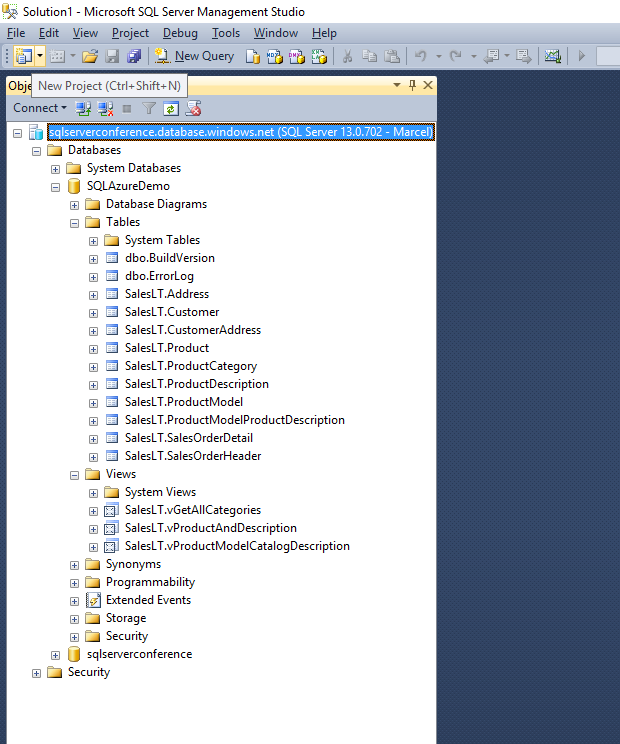 Solution1 - Microsoft SQL Server Management Studio
File Edit View Project Debug Tools Window Help
New Query
Obje
New Project (Ctrl+Shift+N)
Connect
sqlserverconference.database.windows.net (SQL Server 13.0.702 - Marcel)
Databases
System Databases
SQLAzureDemo
Database Diagrams
Tables
System Tables
dbo.BuildVersion
dbo.ErrorLog
SalesLT.Address
SalesLT.Customer
SalesLT.CustomerAddress
SalesLT.Product
SalesLT.ProductCategory
SalesLT.ProductDescription
SalesLT.ProductModel
SalesLT.ProductModelProductDescription
SalesLT.SalesOrderDetail
SalesLT.SalesOrderHeader
Views
System Views
SalesLT.vGetAllCategories
SalesLT.vProductAndDescription
SalesLT.vProductModelCatalogDescription
Synonyms
Programmability
Extended Events
Storage
Security
sqlserverconference
Security